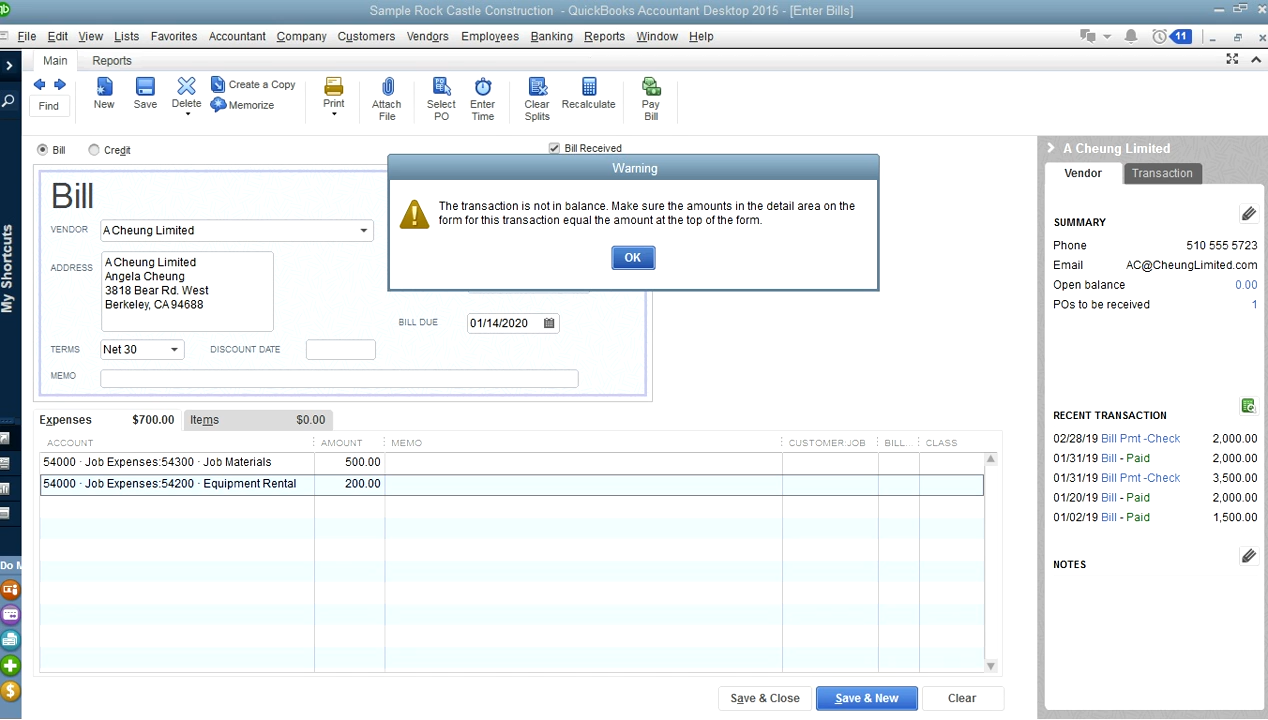 Sample Rock Castle Construction - QuickBooks Accountant Desktop 2015 - [Enter Bills]
File Edit View Lists Favorites Accountant Company Customers Vendors Employees Banking Reports Window Help 11
Main Reports
Find New Save Delete Create a Copy Memorize Print Attach File Select PO Enter Time Clear Splits Recalculate Pay Bill
My Shortcuts
Do M
Bill Credit Bill Received
Bill
VENDOR A Cheung Limited
ADDRESS A Cheung Limited
Angela Cheung
3818 Bear Rd. West
Berkeley, CA 94688
BILL DUE 01/14/2020
TERMS Net 30 DISCOUNT DATE
MEMO
Warning
The transaction is not in balance. Make sure the amounts in the detail area on the
form for this transaction equal the amount at the top of the form.
OK
Expenses $700.00 Items $0.00
ACCOUNT AMOUNT MEMO CUSTOMER:JOB BILL... CLASS
54000 · Job Expenses:54300 · Job Materials 500.00
54000 · Job Expenses:54200 · Equipment Rental 200.00
Save & Close Save & New Clear
A Cheung Limited
Vendor Transaction
SUMMARY
Phone 510 555 5723
Email AC@CheungLimited.com
Open balance 0.00
POs to be received 1
RECENT TRANSACTION
02/28/19 Bill Pmt -Check 2,000.00
01/31/19 Bill - Paid 2,000.00
01/31/19 Bill Pmt -Check 3,500.00
01/20/19 Bill - Paid 2,000.00
01/02/19 Bill - Paid 1,500.00
NOTES